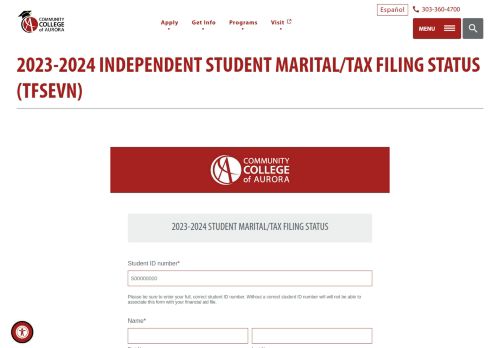 Español
303-360-4700
COMMUNITY
COLLEGE
of AURORA
Apply
Get Info
Programs
Visit
MENU
2023-2024 INDEPENDENT STUDENT MARITAL/TAX FILING STATUS
(TFSEVN)
COMMUNITY
COLLEGE
of AURORA
2023-2024 STUDENT MARITAL/TAX FILING STATUS
Student ID number*
S00000000
Please be sure to enter your full, correct student ID number. Without a correct student ID number will will not be able to
associate this form with your financial aid file.
Name*